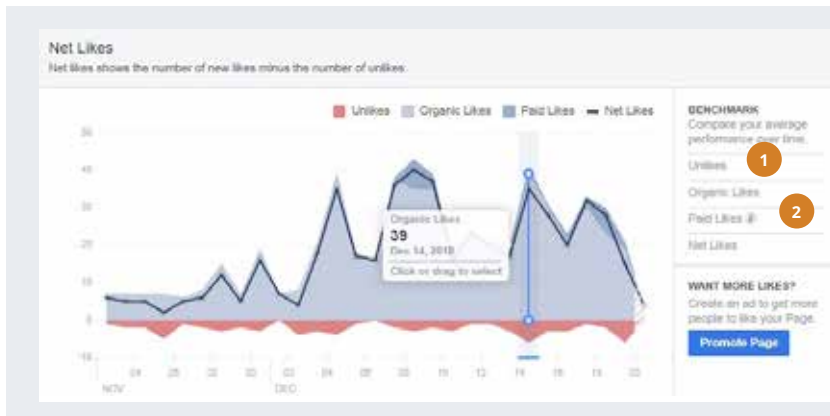 Net Likes
Net likes shows the number of new likes minus the number of unlikes.
Unlikes Organic Likes Paid Likes Net Likes
BENCHMARK
Compare your average
performance over time.
Unlikes
1
Organic Likes
Paid Likes
2
Net Likes
WANT MORE LIKES?
Create an ad to get more
people to like your Page.
Promote Page
40
20
10
0
Organic Likes
39
Dec 14, 2018
Click or drag to select
NOV
DEC